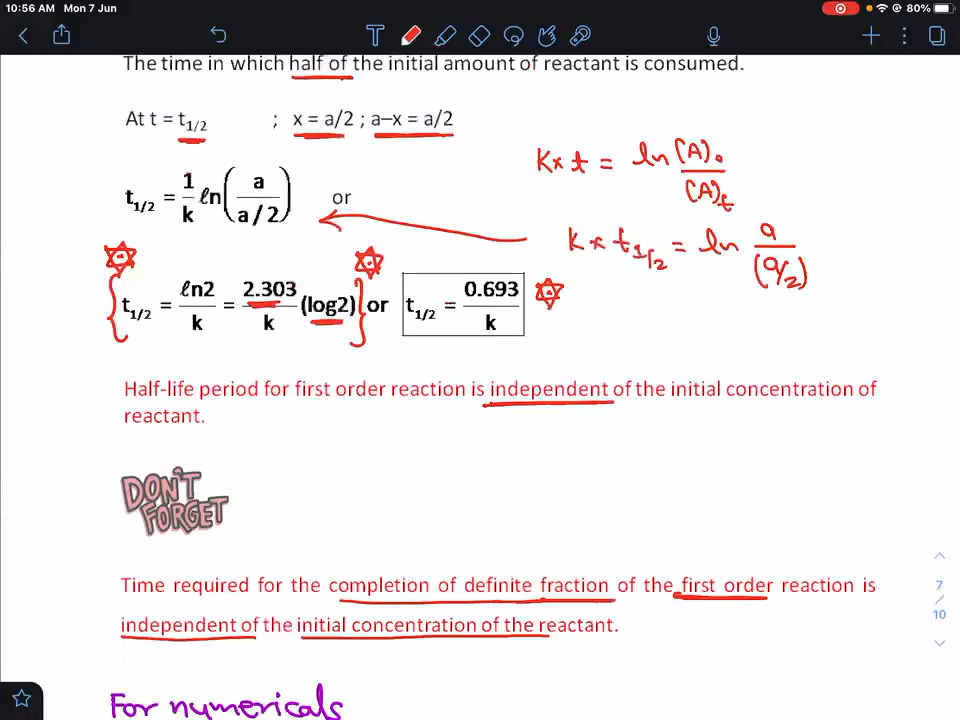 10:56 AM Mon 7 Jun
80%
The time in which half of the initial amount of reactant is consumed.
At t = t1/2 ; x = a/2 ; a–x = a/2
K x t = ln (A)₀ / (A)t
t1/2 = 1/k ℓn( a / a / 2 ) or
K x t1/2 = ln a / (a/2)
{ t1/2 = ℓn2 / k = 2.303 / k (log2) } or t1/2 = 0.693 / k
Half-life period for first order reaction is independent of the initial concentration of
reactant.
DON'T
FORGET
Time required for the completion of definite fraction of the first order reaction is
independent of the initial concentration of the reactant.
7
/
10
For numericals